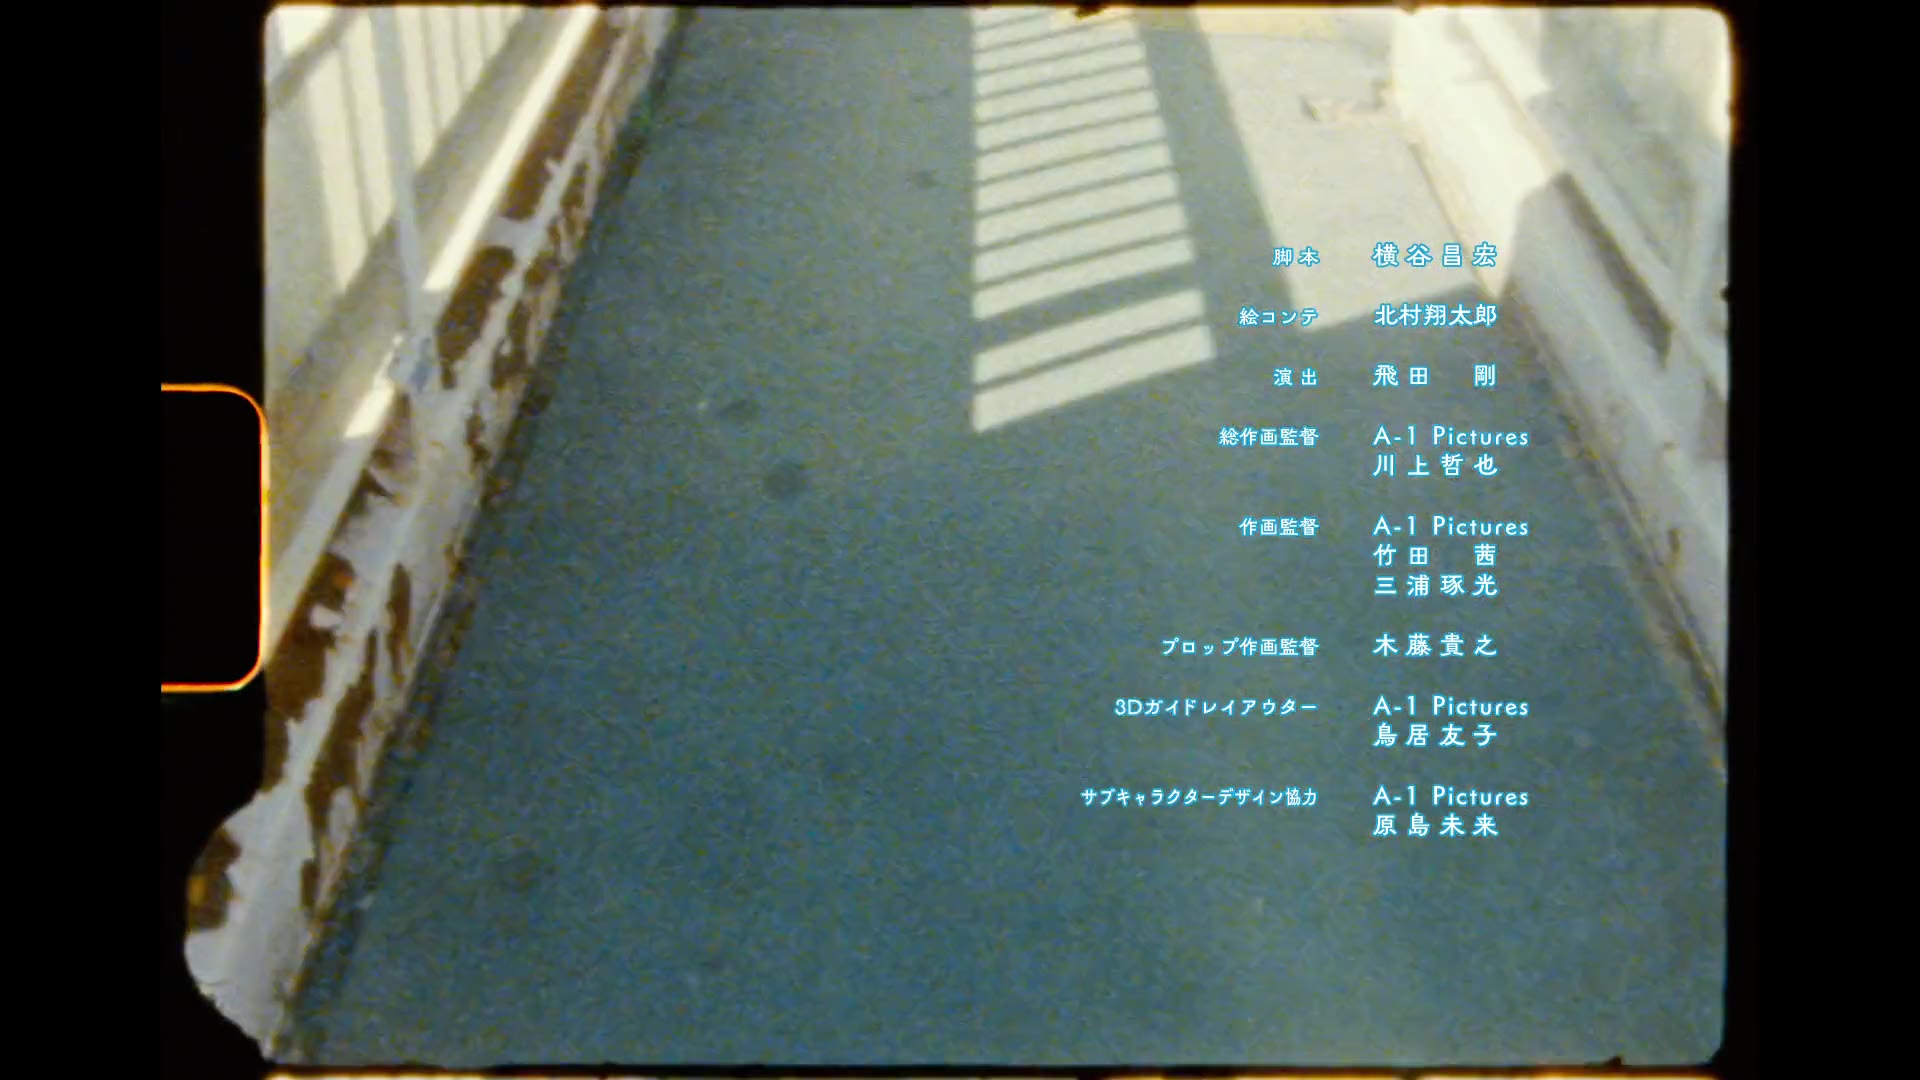 脚本 横谷昌宏
絵コンテ 北村翔太郎
演出 飛田 剛
総作画監督 A-1 Pictures
川上哲也
作画監督 A-1 Pictures
竹田 茜
三浦琢光
プロップ作画監督 木藤貴之
3Dガイドレイアウター A-1 Pictures
鳥居友子
サブキャラクターデザイン協力 A-1 Pictures
原島未来